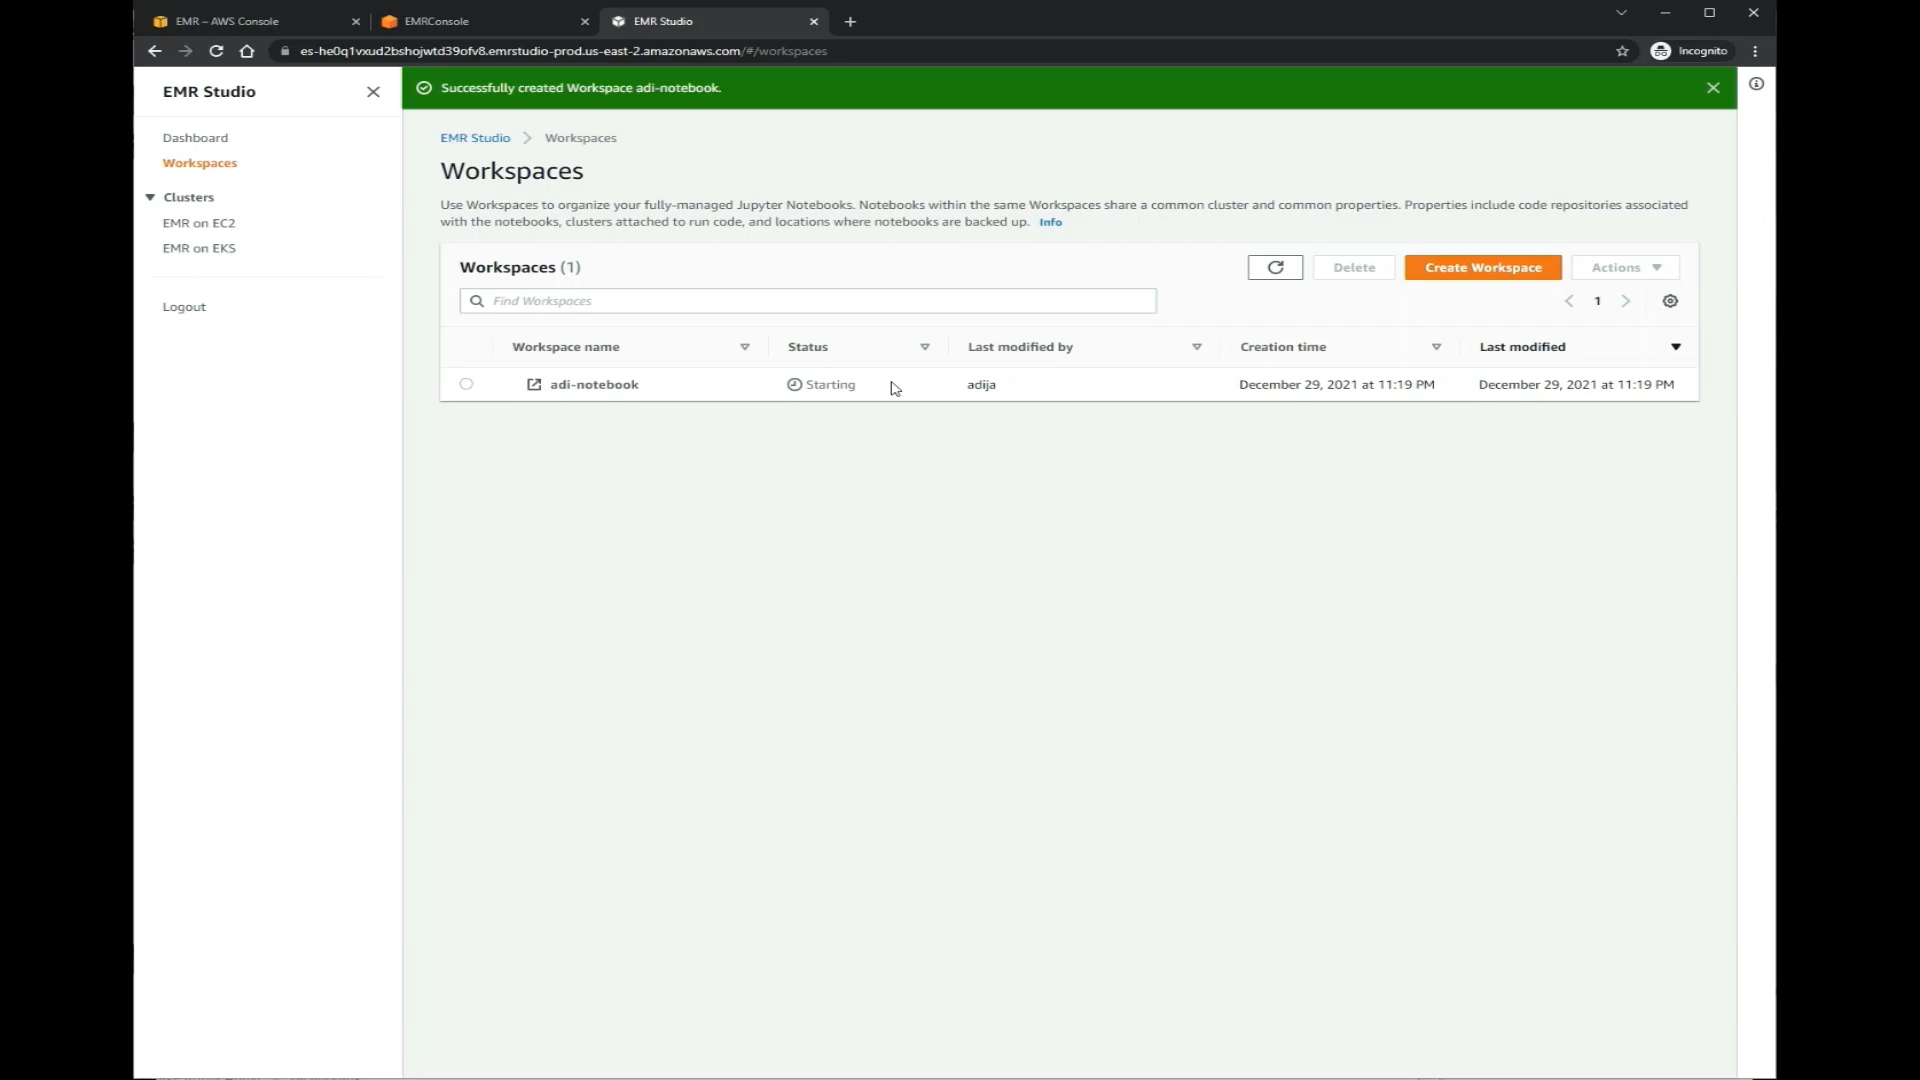 EMR – AWS Console
EMRConsole
EMR Studio
es-he0q1vxud2bshojwtd39ofv8.emrstudio-prod.us-east-2.amazonaws.com/#/workspaces
Incognito
EMR Studio
Dashboard
Workspaces
Clusters
EMR on EC2
EMR on EKS
Logout
Successfully created Workspace adi-notebook.
EMR Studio Workspaces
Workspaces
Use Workspaces to organize your fully-managed Jupyter Notebooks. Notebooks within the same Workspaces share a common cluster and common properties. Properties include code repositories associated
with the notebooks, clusters attached to run code, and locations where notebooks are backed up. Info
Workspaces (1)
Delete
Create Workspace
Actions
Find Workspaces
1
Workspace name Status Last modified by Creation time Last modified
adi-notebook Starting adija December 29, 2021 at 11:19 PM December 29, 2021 at 11:19 PM